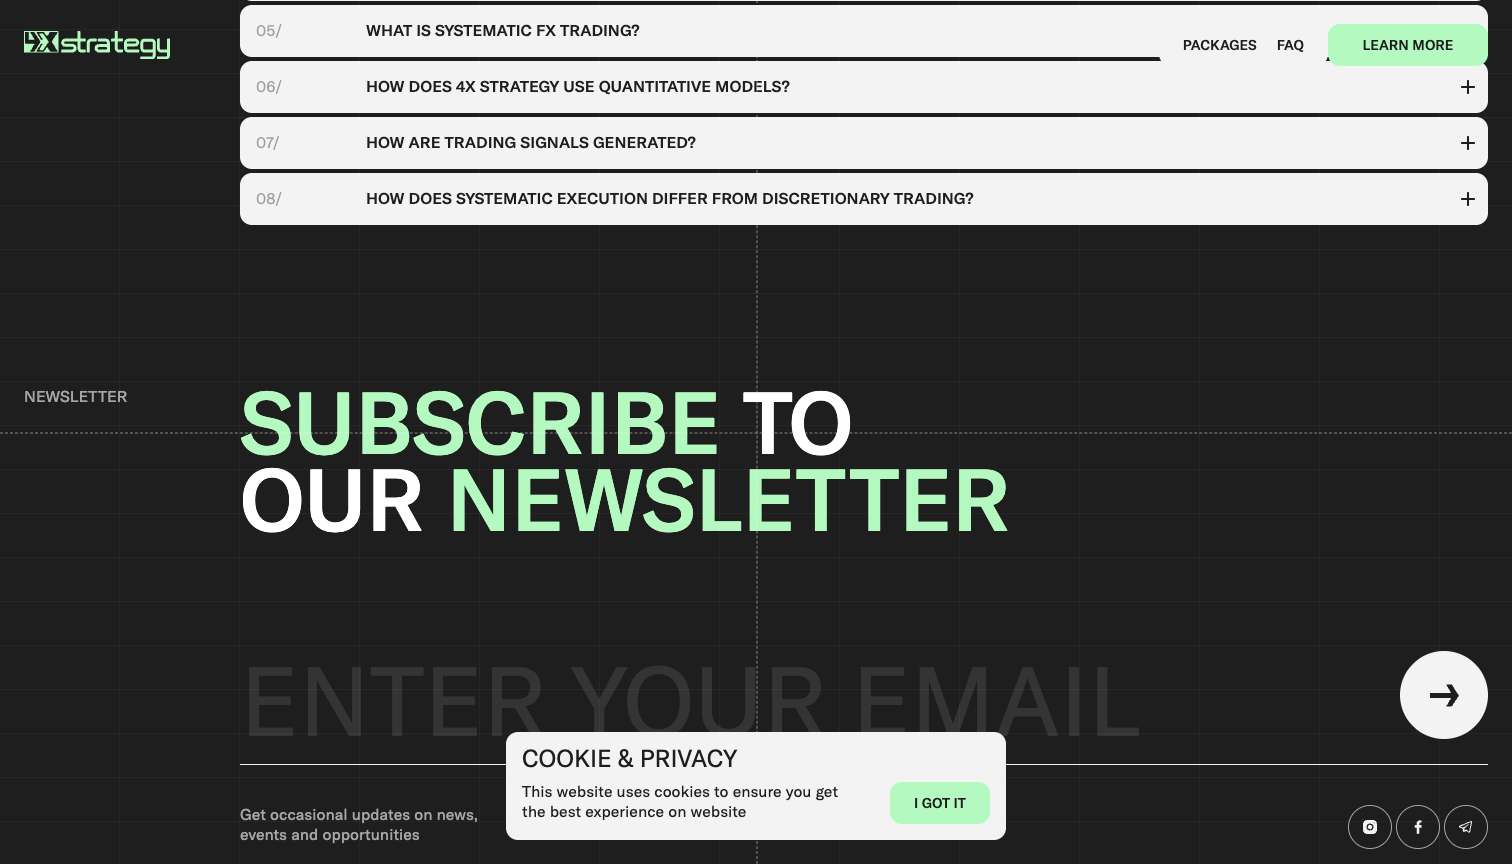 05/ WHAT IS SYSTEMATIC FX TRADING?
strategy
PACKAGES FAQ LEARN MORE
06/ HOW DOES 4X STRATEGY USE QUANTITATIVE MODELS?
07/ HOW ARE TRADING SIGNALS GENERATED?
08/ HOW DOES SYSTEMATIC EXECUTION DIFFER FROM DISCRETIONARY TRADING?
NEWSLETTER
SUBSCRIBE TO
OUR NEWSLETTER
ENTER YOUR EMAIL
COOKIE & PRIVACY
This website uses cookies to ensure you get
the best experience on website
I GOT IT
Get occasional updates on news,
events and opportunities